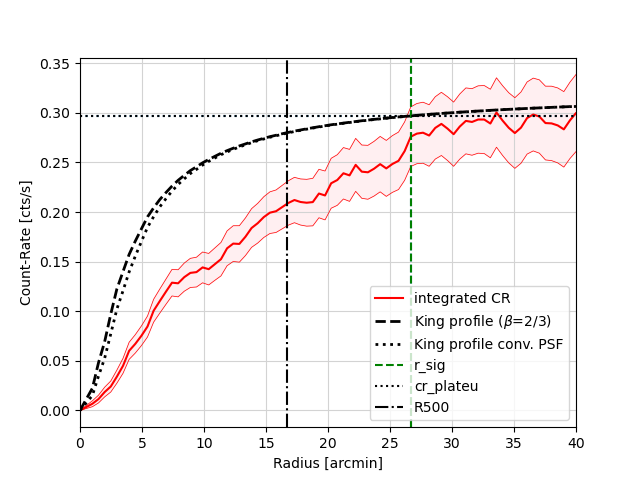 0.35
0.30
0.25
0.20
0.15
0.10
0.05
0.00
Count-Rate [cts/s]
integrated CR
King profile (β=2/3)
King profile conv. PSF
r_sig
cr_plateu
R500
0 5 10 15 20 25 30 35 40
Radius [arcmin]